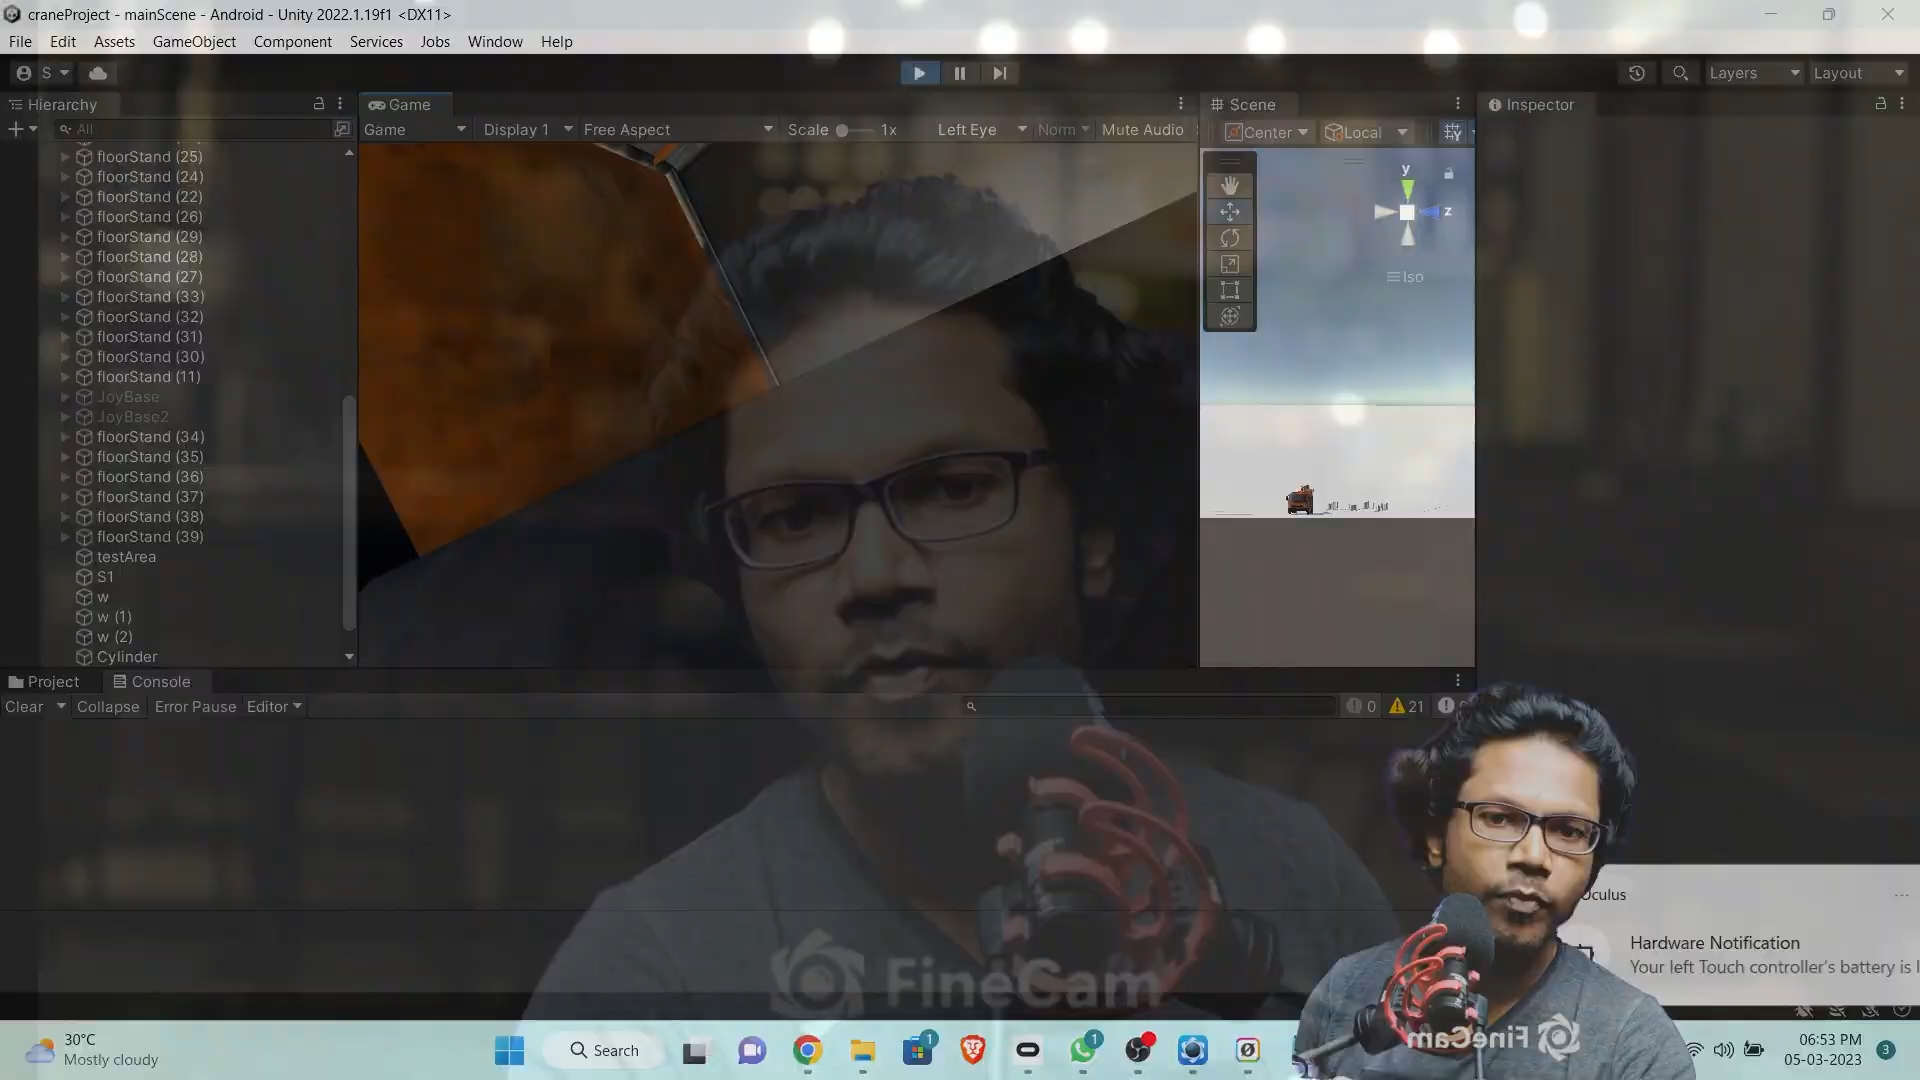 craneProject - mainScene - Android - Unity 2022.1.19f1 <DX11>
File Edit Assets GameObject Component Services Jobs Window Help
S Layers Layout
Hierarchy Game Scene Inspector
All Game Display 1 Free Aspect Scale 1x Left Eye Norm Mute Audio Center Local
floorStand (25)
floorStand (24)
floorStand (22)
floorStand (26)
floorStand (29)
floorStand (28)
floorStand (27)
floorStand (33)
floorStand (32)
floorStand (31)
floorStand (30)
floorStand (11)
JoyBase
JoyBase2
floorStand (34)
floorStand (35)
floorStand (36)
floorStand (37)
floorStand (38)
floorStand (39)
testArea
S1
w
w (1)
w (2)
Cylinder
y
z
Iso
Project Console
Clear Collapse Error Pause Editor 0 21
Oculus
Hardware Notification
Your left Touch controller's battery is
FineCam
FineCam
30°C
Mostly cloudy
Search
1
1
06:53 PM
05-03-2023
3